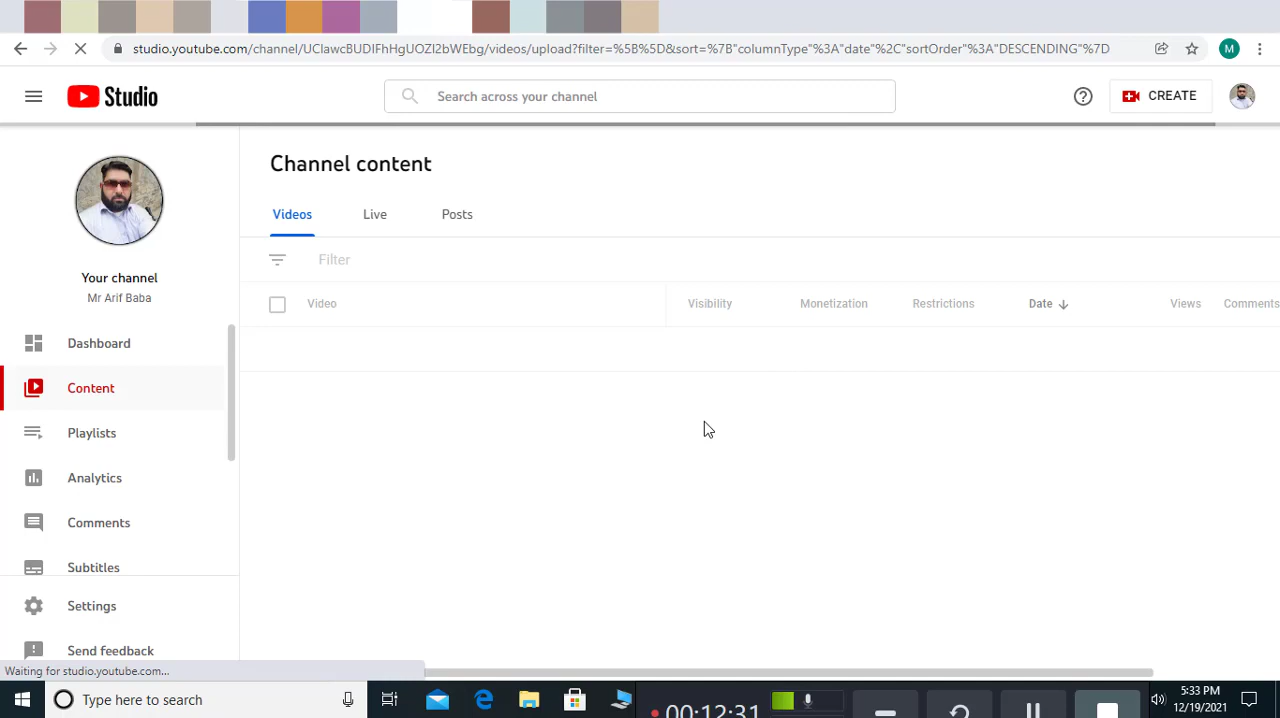 studio.youtube.com/channel/UClawcBUDIFhHgUOZI2bWEbg/videos/upload?filter=%5B%5D&sort=%7B"columnType"%3A"date"%2C"sortOrder"%3A"DESCENDING"%7D
M
Studio
Search across your channel
CREATE
Channel content
Videos
Live
Posts
Filter
Video
Visibility
Monetization
Restrictions
Date
Views
Comments
Your channel
Mr Arif Baba
Dashboard
Content
Playlists
Analytics
Comments
Subtitles
Settings
Send feedback
Waiting for studio.youtube.com...
Type here to search
00:12:31
5:33 PM
12/19/2021